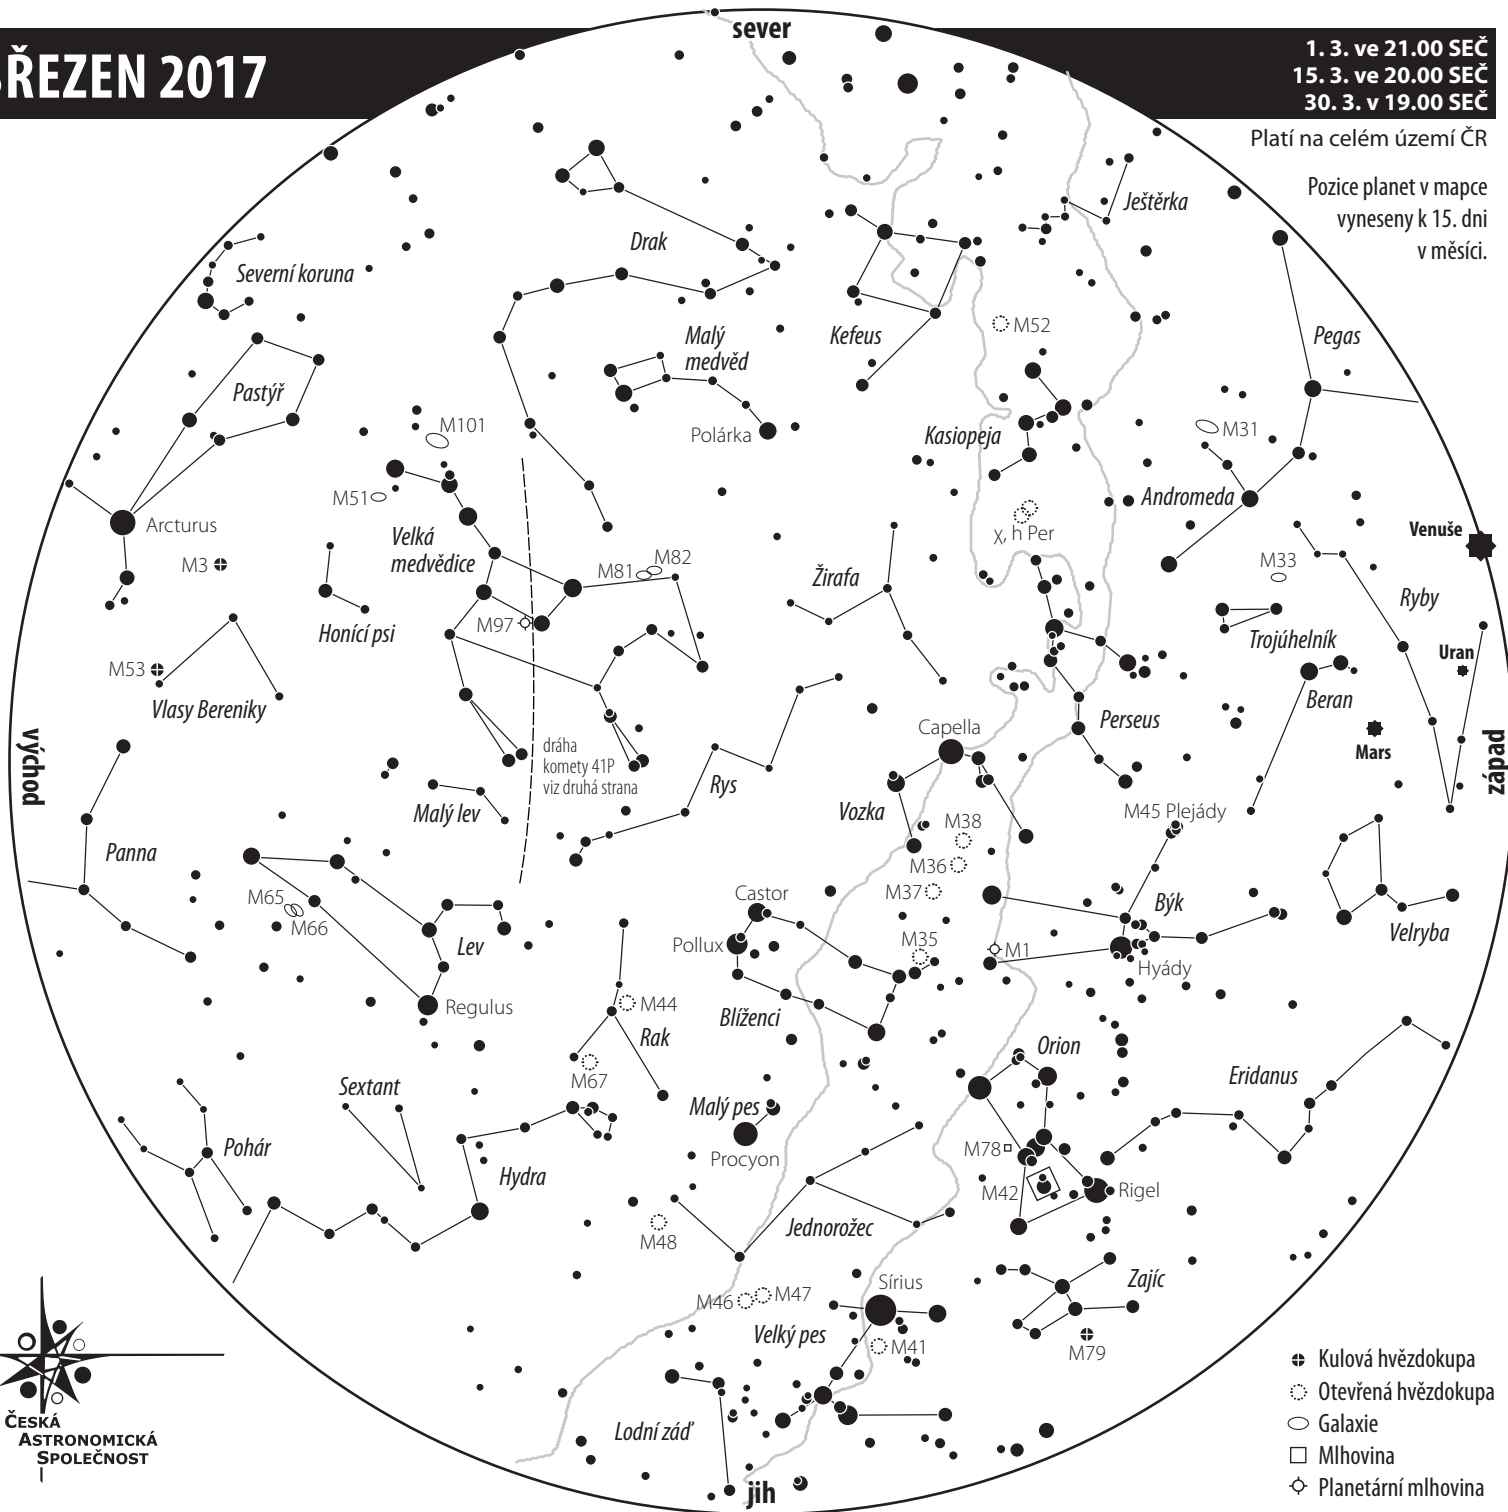 ŘEZEN 2017
1. 3. ve 21.00 SEČ
15. 3. ve 20.00 SEČ
30. 3. v 19.00 SEČ
Platí na celém území ČR
Pozice planet v mapce
vyneseny k 15. dni
v měsíci.
sever
Ještěrka
Drak
Severní koruna
M52
Kefeus
Malý
medvěd
Pegas
Pastýř
M101
Polárka
Kasiopeja
M31
M51
Andromeda
Arcturus
Velká
medvědice
χ, h Per
Venuše
M3
M81
M82
Žirafa
M33
Ryby
M97
Honící psi
Trojúhelník
Uran
M53
Vlasy Bereniky
Beran
Perseus
Capella
Mars
východ
západ
dráha
komety 41P
viz druhá strana
Rys
Malý lev
Vozka
M38
M45 Plejády
Panna
M36
M37
Castor
Býk
M65
M66
Lev
Pollux
M35
M1
Velryba
Hyády
Regulus
M44
Rak
Blíženci
Orion
M67
Sextant
Malý pes
Eridanus
Pohár
Procyon
M78
Hydra
M42
Rigel
M48
Jednorožec
Sírius
Zajíc
M46
M47
Velký pes
M41
M79
Lodní záď
jih
Kulová hvězdokupa
Otevřená hvězdokupa
Galaxie
Mlhovina
Planetární mlhovina
ČESKÁ
ASTRONOMICKÁ
SPOLEČNOST